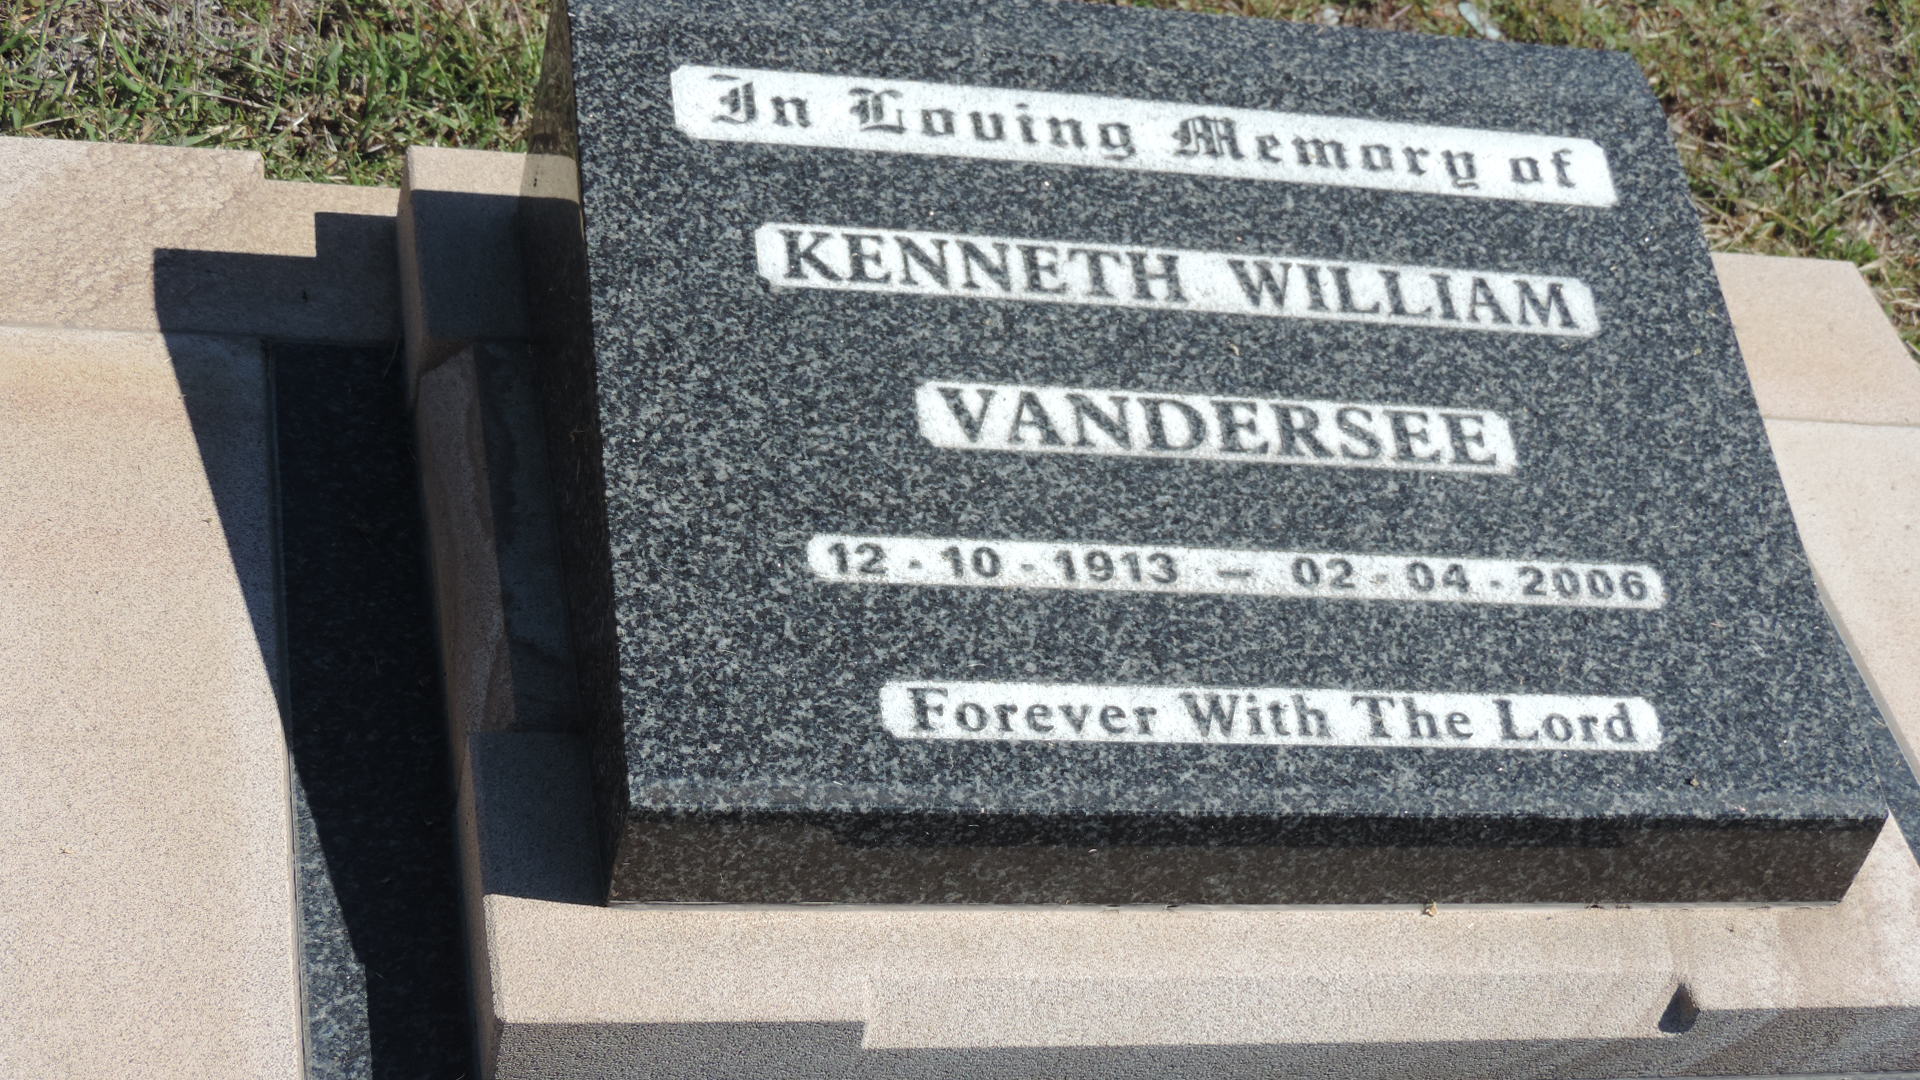 In Loving Memory of
KENNETH WILLIAM
VANDERSEE
12 - 10 - 1913 – 02 - 04 - 2006
Forever With The Lord